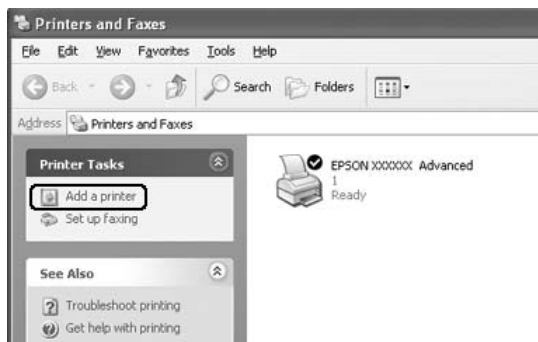 Printers and Faxes
File Edit View Favorites Tools Help
Back Search Folders
Address Printers and Faxes
Printer Tasks
Add a printer
Set up faxing
See Also
Troubleshoot printing
Get help with printing
EPSON XXXXXX Advanced
1
Ready